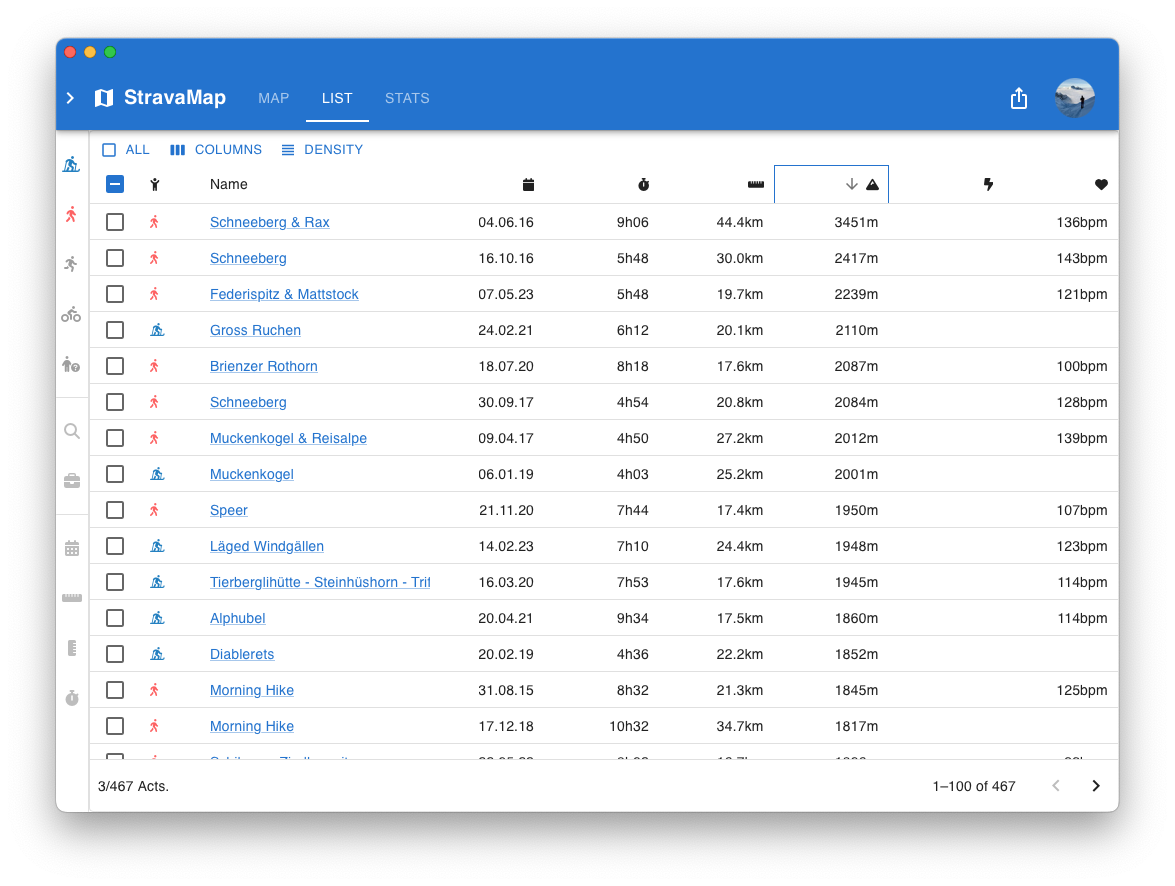 StravaMap MAP LIST STATS
ALL COLUMNS DENSITY
Name
Schneeberg & Rax 04.06.16 9h06 44.4km 3451m 136bpm
Schneeberg 16.10.16 5h48 30.0km 2417m 143bpm
Federispitz & Mattstock 07.05.23 5h48 19.7km 2239m 121bpm
Gross Ruchen 24.02.21 6h12 20.1km 2110m
Brienzer Rothorn 18.07.20 8h18 17.6km 2087m 100bpm
Schneeberg 30.09.17 4h54 20.8km 2084m 128bpm
Muckenkogel & Reisalpe 09.04.17 4h50 27.2km 2012m 139bpm
Muckenkogel 06.01.19 4h03 25.2km 2001m
Speer 21.11.20 7h44 17.4km 1950m 107bpm
Läged Windgällen 14.02.23 7h10 24.4km 1948m 123bpm
Tierberglihütte - Steinhüshorn - Trif 16.03.20 7h53 17.6km 1945m 114bpm
Alphubel 20.04.21 9h34 17.5km 1860m 114bpm
Diablerets 20.02.19 4h36 22.2km 1852m
Morning Hike 31.08.15 8h32 21.3km 1845m 125bpm
Morning Hike 17.12.18 10h32 34.7km 1817m
3/467 Acts. 1–100 of 467